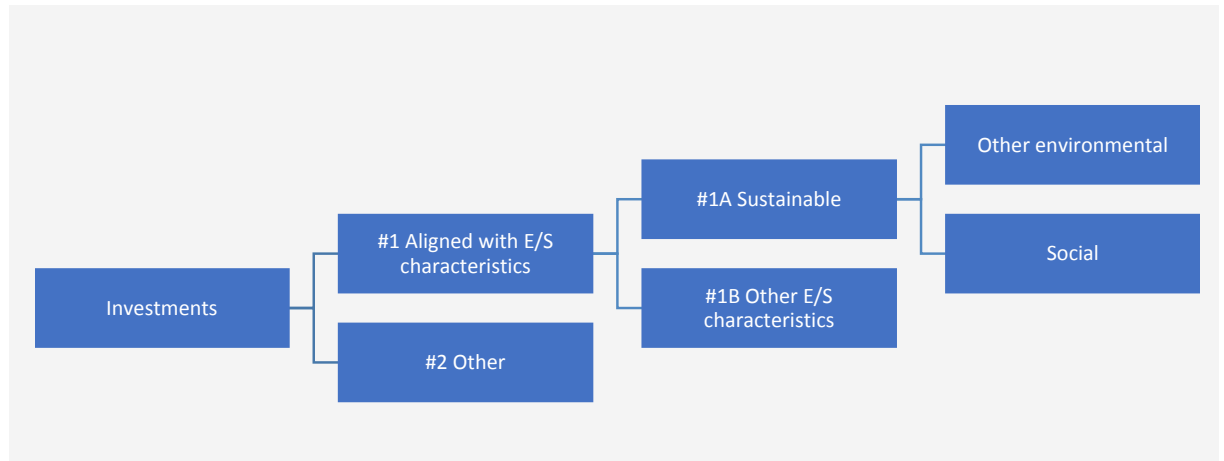 Investments
#1 Aligned with E/S
characteristics
#2 Other
#1A Sustainable
#1B Other E/S
characteristics
Other environmental
Social